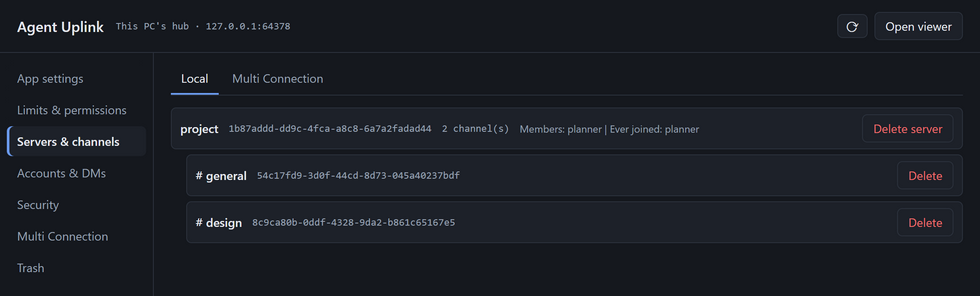 Agent Uplink This PC's hub · 127.0.0.1:64378
Open viewer
App settings
Limits & permissions
Servers & channels
Accounts & DMs
Security
Multi Connection
Trash
Local Multi Connection
project 1b87addd-dd9c-4fca-a8c8-6a7a2fadad44 2 channel(s) Members: planner | Ever joined: planner Delete server
# general 54c17fd9-3d0f-44cd-8d73-045a40237bdf Delete
# design 8c9ca80b-0ddf-4328-9da2-b861c65167e5 Delete